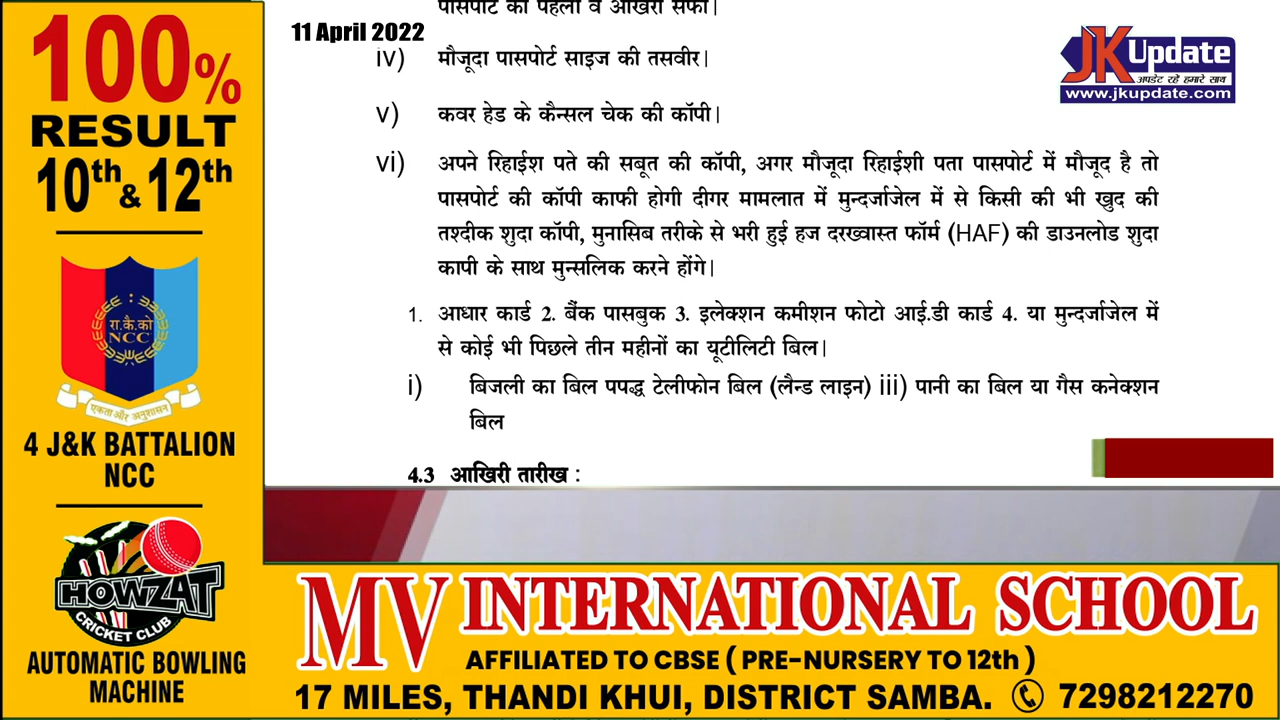 100%
RESULT
10th & 12th
रा.कै.को
NCC
एकता और अनुशासन
4 J&K BATTALION
NCC
HOWZAT
CRICKET CLUB
AUTOMATIC BOWLING
MACHINE
11 April 2022
JK Update
अपडेट रहें हमारे साथ
www.jkupdate.com
पासपोर्ट की पहली व आखिरी सफा।
iv) मौजूदा पासपोर्ट साइज की तसवीर।
v) कवर हेड के कैन्सल चेक की कॉपी।
vi) अपने रिहाईश पते की सबूत की कॉपी, अगर मौजूदा रिहाईशी पता पासपोर्ट में मौजूद है तो
पासपोर्ट की कॉपी काफी होगी दीगर मामलात में मुन्दर्जाजेल में से किसी की भी खुद की
तश्दीक शुदा कॉपी, मुनासिब तरीके से भरी हुई हज दरख्वास्त फॉर्म (HAF) की डाउनलोड शुदा
कापी के साथ मुन्सलिक करने होंगे।
1. आधार कार्ड 2. बैंक पासबुक 3. इलेक्शन कमीशन फोटो आई.डी कार्ड 4. या मुन्दर्जाजेल में
से कोई भी पिछले तीन महीनों का यूटीलिटी बिल।
i) बिजली का बिल पपद्ध टेलीफोन बिल (लैन्ड लाइन) iii) पानी का बिल या गैस कनेक्शन
बिल
4.3 आखिरी तारीख :
MV INTERNATIONAL SCHOOL
AFFILIATED TO CBSE ( PRE-NURSERY TO 12th )
17 MILES, THANDI KHUI, DISTRICT SAMBA. 7298212270